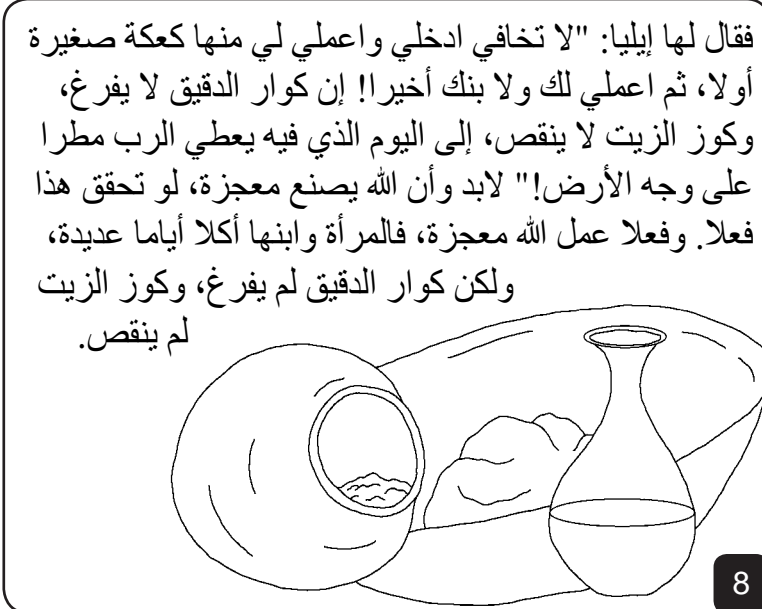 فقال لها إيليا: "لا تخافي ادخلي واعملي لي منها كعكة صغيرة
أولا، ثم اعملي لك ولا بنك أخيرا! إن كوار الدقيق لا يفرغ،
وكوز الزيت لا ينقص، إلى اليوم الذي فيه يعطي الرب مطرا
على وجه الأرض!" لابد وأن الله يصنع معجزة، لو تحقق هذا
فعلا. وفعلا عمل الله معجزة، فالمرأة وابنها أكلا أياما عديدة،
ولكن كوار الدقيق لم يفرغ، وكوز الزيت
لم ينقص.
8